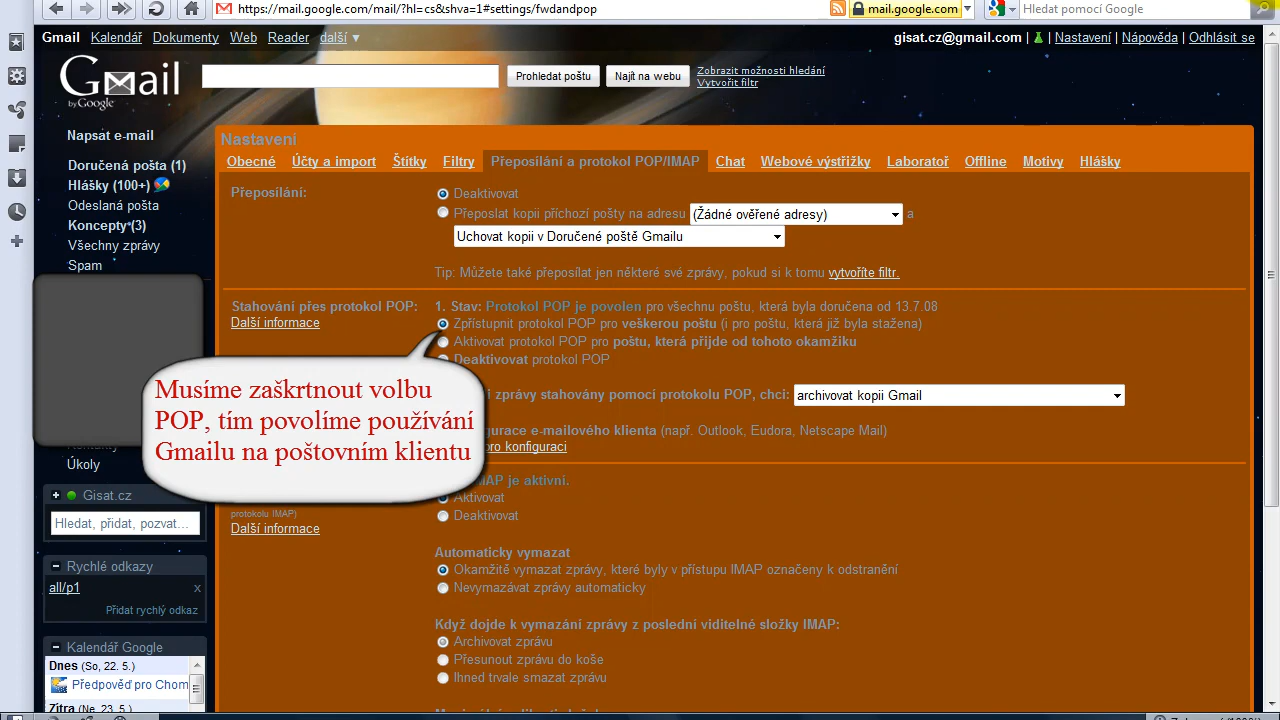 https://mail.google.com/mail/?hl=cs&shva=1#settings/fwdandpop
mail.google.com
Hledat pomocí Google
Gmail Kalendář Dokumenty Web Reader další ▼
gisat.cz@gmail.com | Nastavení | Nápověda | Odhlásit se
Gmail
by Google
Prohledat poštu
Najít na webu
Zobrazit možnosti hledání
Vytvořit filtr
Napsát e-mail
Doručená pošta (1)
Hlášky (100+)
Odeslaná pošta
Koncepty (3)
Všechny zprávy
Spam
Úkoly
Gisat.cz
Hledat, přidat, pozvat...
Rychlé odkazy
all/p1 x
Přidat rychlý odkaz
Kalendář Google
Dnes (So, 22. 5.)
Předpověď pro Chom
Zítra (Ne, 23. 5.)
Nastavení
Obecné Účty a import Štítky Filtry Přeposílání a protokol POP/IMAP Chat Webové výstřižky Laboratoř Offline Motivy Hlášky
Přeposílání:
Deaktivovat
Přeposlat kopii příchozí pošty na adresu (Žádné ověřené adresy) a
Uchovat kopii v Doručené poště Gmailu
Tip: Můžete také přeposílat jen některé své zprávy, pokud si k tomu vytvoříte filtr.
Stahování přes protokol POP:
Další informace
1. Stav: Protokol POP je povolen pro všechnu poštu, která byla doručena od 13.7.08
Zpřístupnit protokol POP pro veškerou poštu (i pro poštu, která již byla stažena)
Aktivovat protokol POP pro poštu, která přijde od tohoto okamžiku
Deaktivovat protokol POP
Musíme zaškrtnout volbu
POP, tím povolíme používání
Gmailu na poštovním klientu
i zprávy stahovány pomocí protokolu POP, chci: archivovat kopii Gmail
gurace e-mailového klienta (např. Outlook, Eudora, Netscape Mail)
pro konfiguraci
MAP je aktivní.
Aktivovat
protokolu IMAP)
Deaktivovat
Další informace
Automaticky vymazat
Okamžitě vymazat zprávy, které byly v přístupu IMAP označeny k odstranění
Nevymazávat zprávy automaticky
Když dojde k vymazání zprávy z poslední viditelné složky IMAP:
Archivovat zprávu
Přesunout zprávu do koše
Ihned trvale smazat zprávu